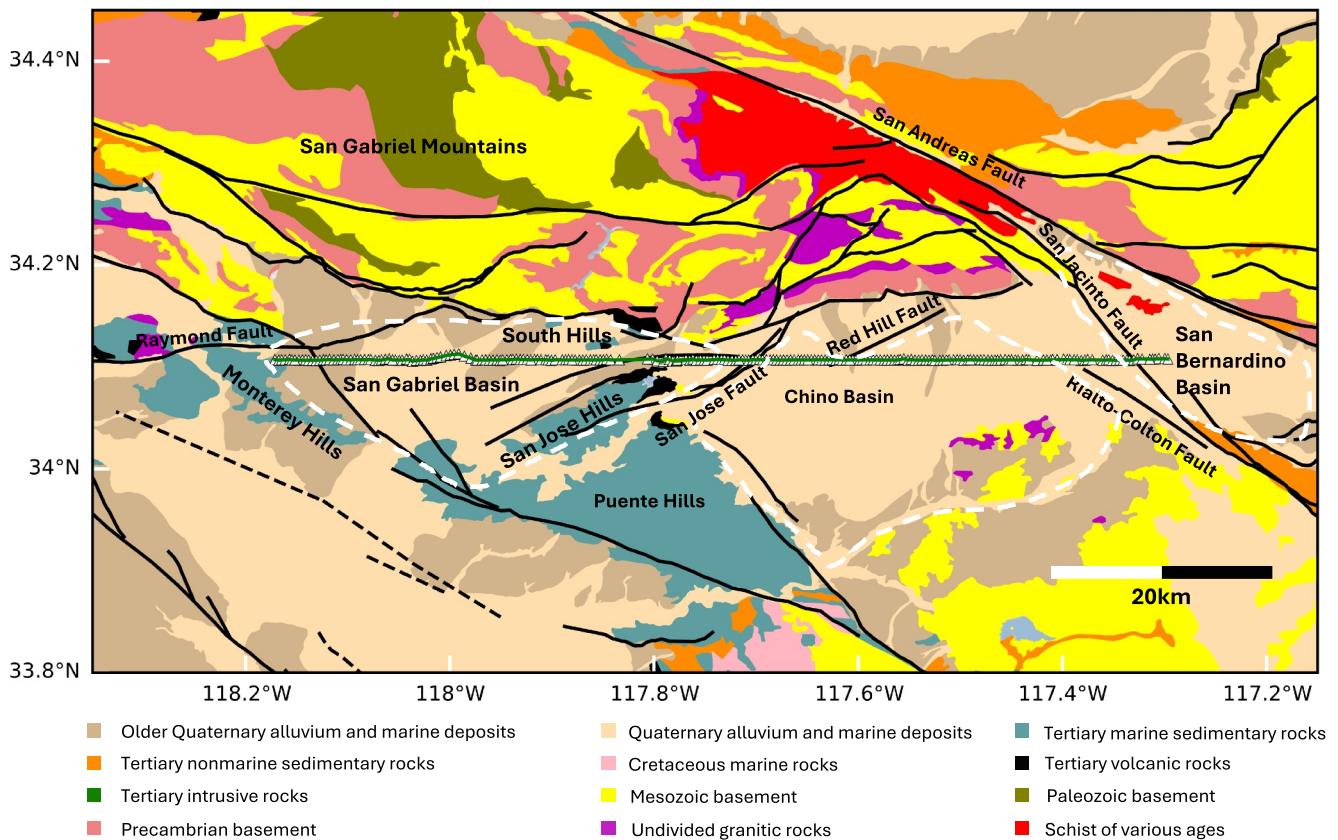 34.4°N
San Andreas Fault
San Gabriel Mountains
34.2°N
San Jacinto Fault
Raymond Fault
South Hills
Red Hill Fault
San
Bernardino
Basin
San Gabriel Basin
Monterey Hills
San Jose Hills
San Jose Fault
Chino Basin
Rialto-Colton Fault
34°N
Puente Hills
20km
33.8°N
118.2°W 118°W 117.8°W 117.6°W 117.4°W 117.2°W
Older Quaternary alluvium and marine deposits Quaternary alluvium and marine deposits Tertiary marine sedimentary rocks
Tertiary nonmarine sedimentary rocks Cretaceous marine rocks Tertiary volcanic rocks
Tertiary intrusive rocks Mesozoic basement Paleozoic basement
Precambrian basement Undivided granitic rocks Schist of various ages